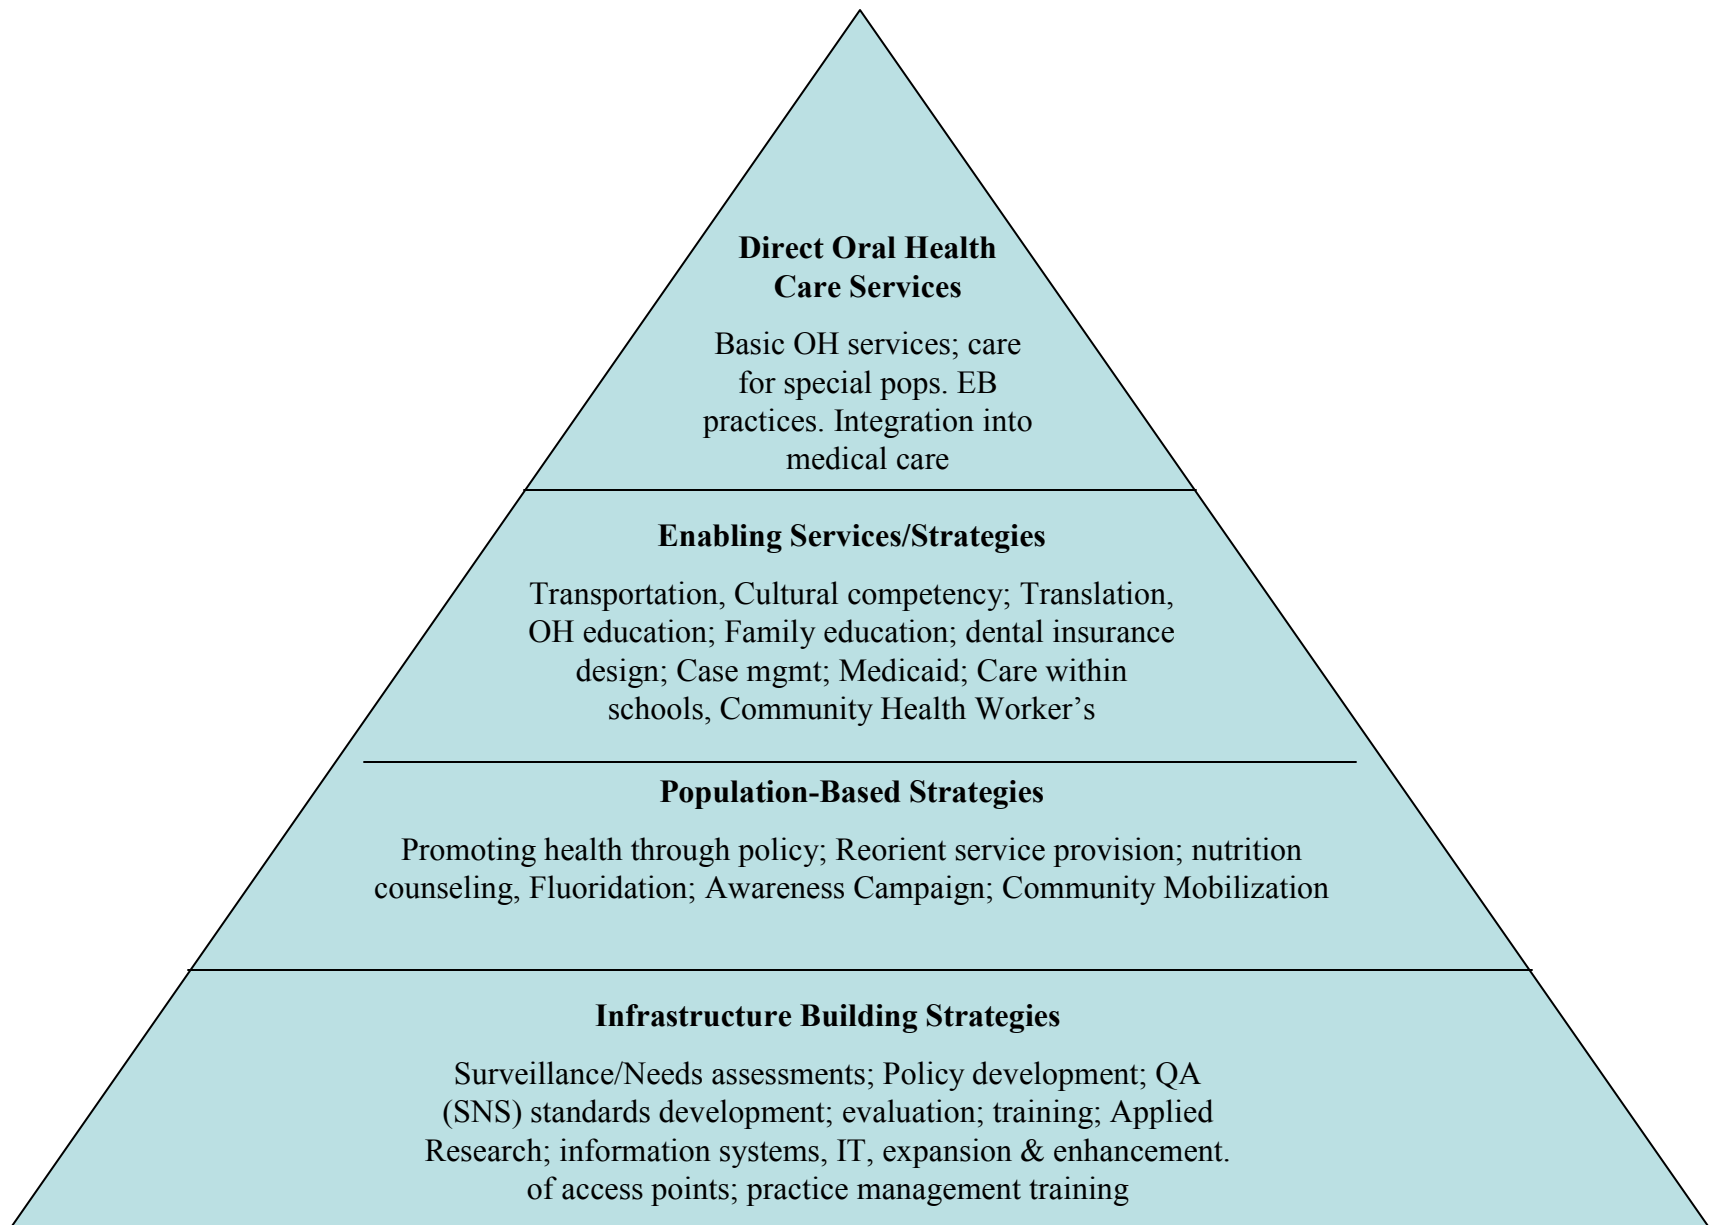 Direct Oral Health
Care Services
Basic OH services; care
for special pops. EB
practices. Integration into
medical care
Enabling Services/Strategies
Transportation, Cultural competency; Translation,
OH education; Family education; dental insurance
design; Case mgmt; Medicaid; Care within
schools, Community Health Worker’s
Population-Based Strategies
Promoting health through policy; Reorient service provision; nutrition
counseling, Fluoridation; Awareness Campaign; Community Mobilization
Infrastructure Building Strategies
Surveillance/Needs assessments; Policy development; QA
(SNS) standards development; evaluation; training; Applied
Research; information systems, IT, expansion & enhancement.
of access points; practice management training